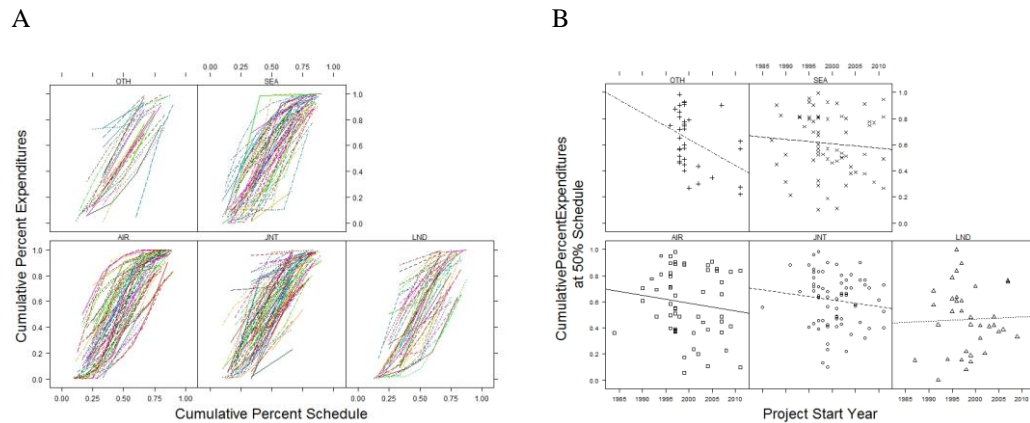 A
B
0.00 0.25 0.50 0.75 1.00
OTH SEA
1.0
0.8
0.6
0.4
0.2
0.0
AIR JNT LND
1.0
0.8
0.6
0.4
0.2
0.0
0.00 0.25 0.50 0.75 1.00
0.00 0.25 0.50 0.75 1.00
Cumulative Percent Expenditures
Cumulative Percent Schedule
1985 1990 1995 2000 2005 2010
OTH SEA
1.0
0.8
0.6
0.4
0.2
0.0
AIR JNT LND
1.0
0.8
0.6
0.4
0.2
0.0
1985 1990 1995 2000 2005 2010
1985 1990 1995 2000 2005 2010
CumulativePercentExpenditures
at 50% Schedule
Project Start Year